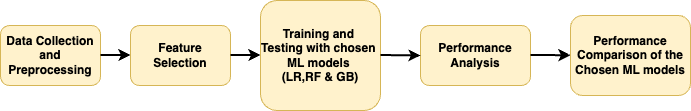 Data Collection
and
Preprocessing
Feature
Selection
Training and
Testing with chosen
ML models
(LR,RF & GB)
Performance
Analysis
Performance
Comparison of the
Chosen ML models